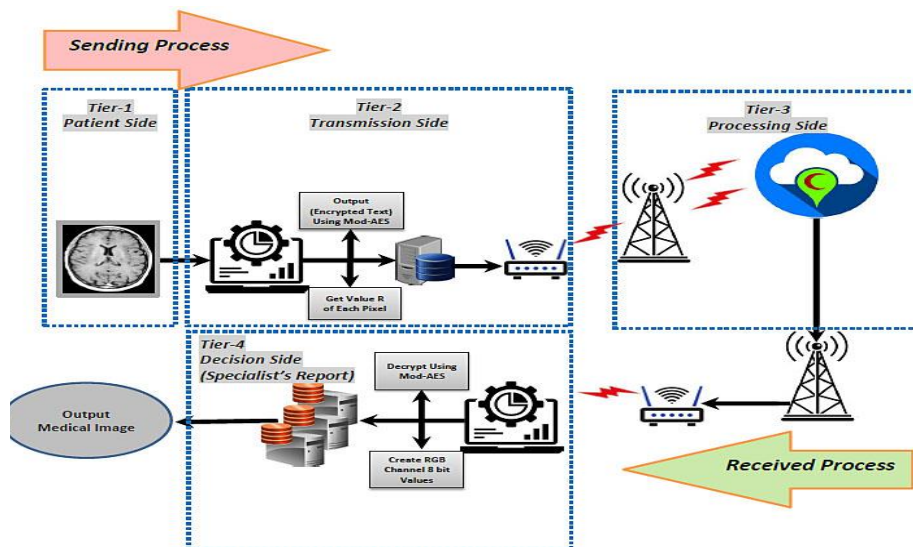 Sending Process
Tier-1
Patient Side
Tier-2
Transmission Side
Tier-3
Processing Side
Output
(Encrypted Text)
Using Mod-AES
Get Value R
of Each Pixel
Tier-4
Decision Side
(Specialist's Report)
Decrypt Using
Mod-AES
Create RGB
Channel 8 bit
Values
Output
Medical Image
Received Process